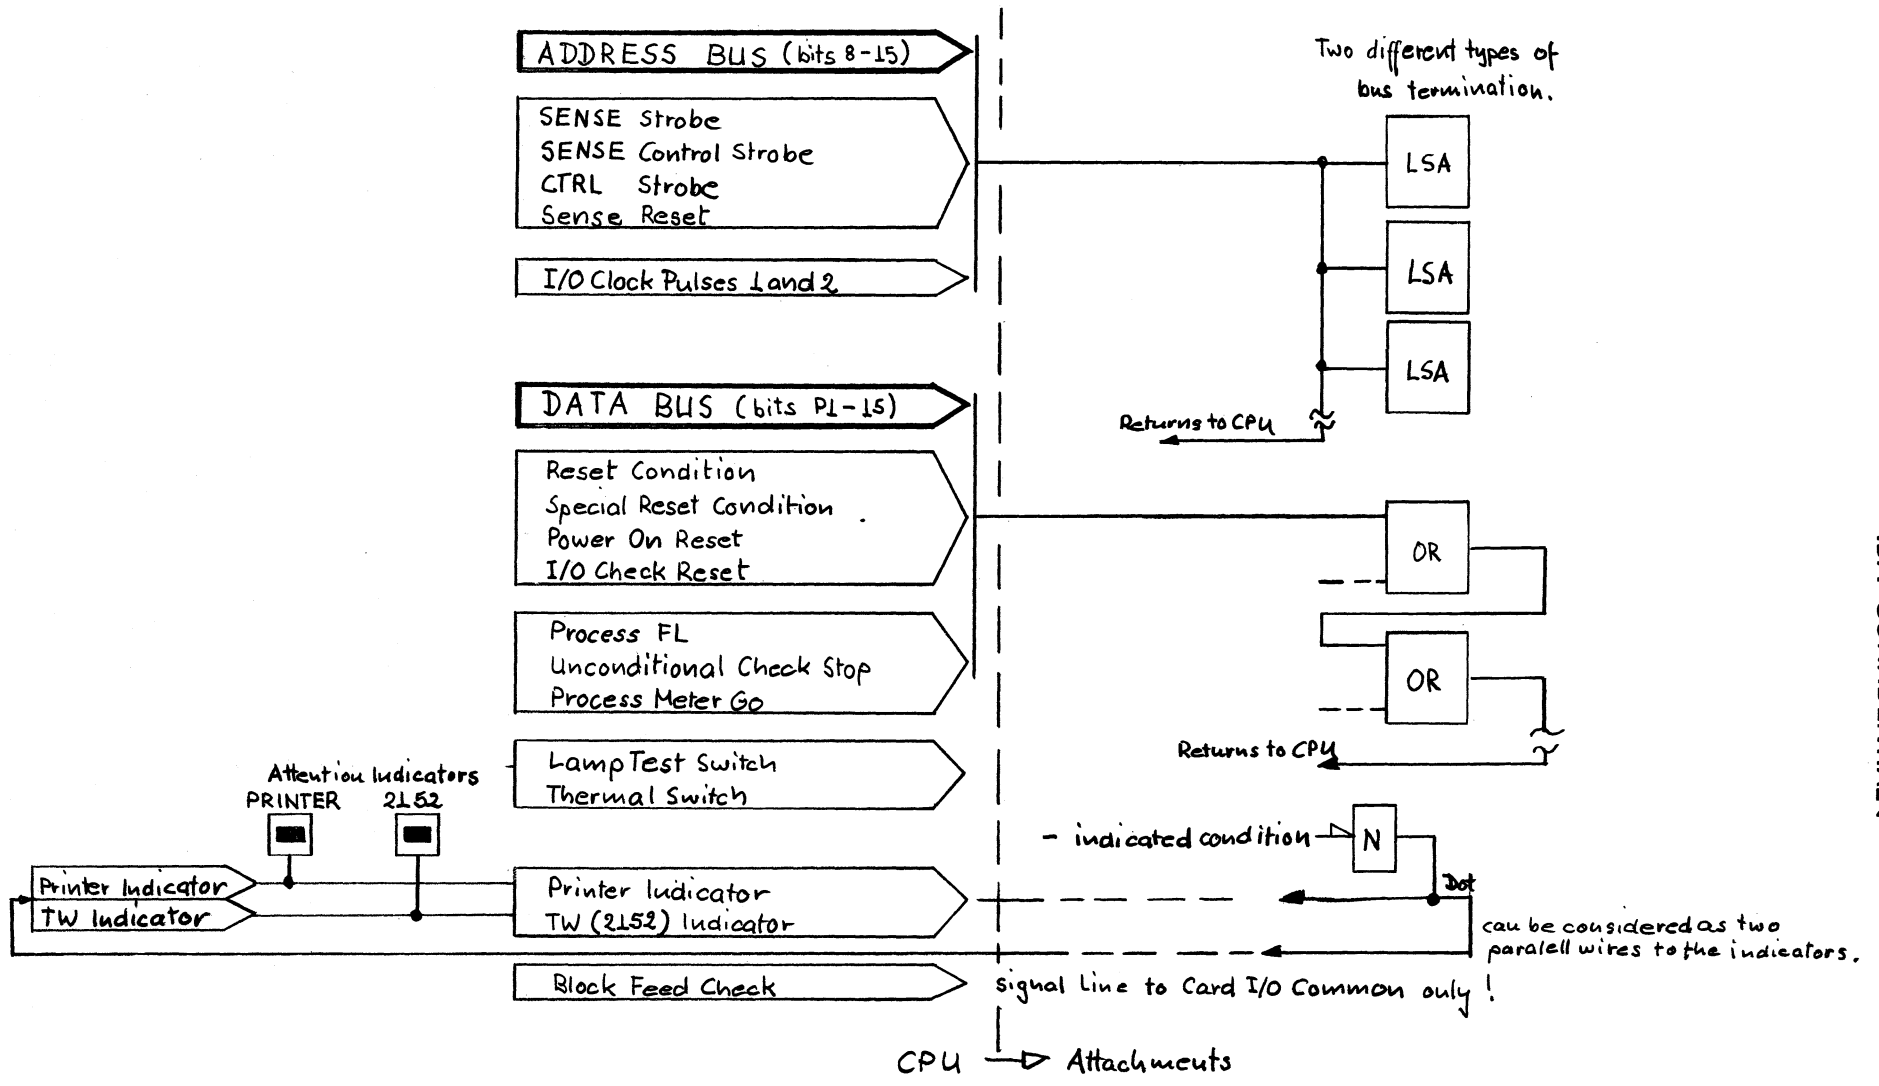 ADDRESS BUS (bits 8-15)
SENSE Strobe
SENSE Control Strobe
CTRL Strobe
Sense Reset
I/O Clock Pulses 1 and 2
Two different types of
bus termination.
LSA
LSA
LSA
Returns to CPU
DATA BUS (bits P1-15)
Reset Condition
Special Reset Condition
Power On Reset
I/O Check Reset
Process FL
Unconditional Check Stop
Process Meter Go
OR
OR
Returns to CPU
Lamp Test Switch
Thermal Switch
Attention Indicators
PRINTER 2152
Printer Indicator
TW Indicator
Printer Indicator
TW (2152) Indicator
- indicated condition
N
Dot
can be considered as two
paralell wires to the indicators.
Block Feed Check
signal line to Card I/O Common only !
CPU
Attachments